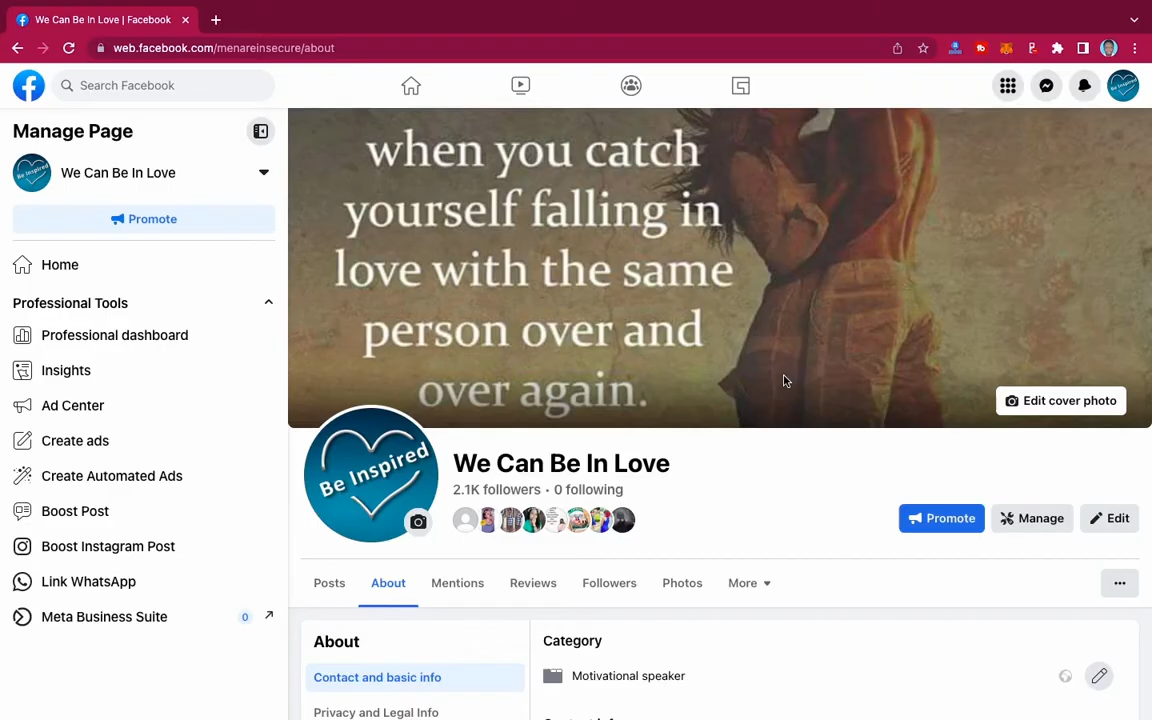 We Can Be In Love | Facebook
web.facebook.com/menareinsecure/about
Search Facebook
Manage Page
We Can Be In Love
Promote
Home
Professional Tools
Professional dashboard
Insights
Ad Center
Create ads
Create Automated Ads
Boost Post
Boost Instagram Post
Link WhatsApp
Meta Business Suite 0
when you catch
yourself falling in
love with the same
person over and
over again.
Edit cover photo
Be Inspired
We Can Be In Love
2.1K followers • 0 following
Promote Manage Edit
Posts About Mentions Reviews Followers Photos More
About
Contact and basic info
Privacy and Legal Info
Category
Motivational speaker